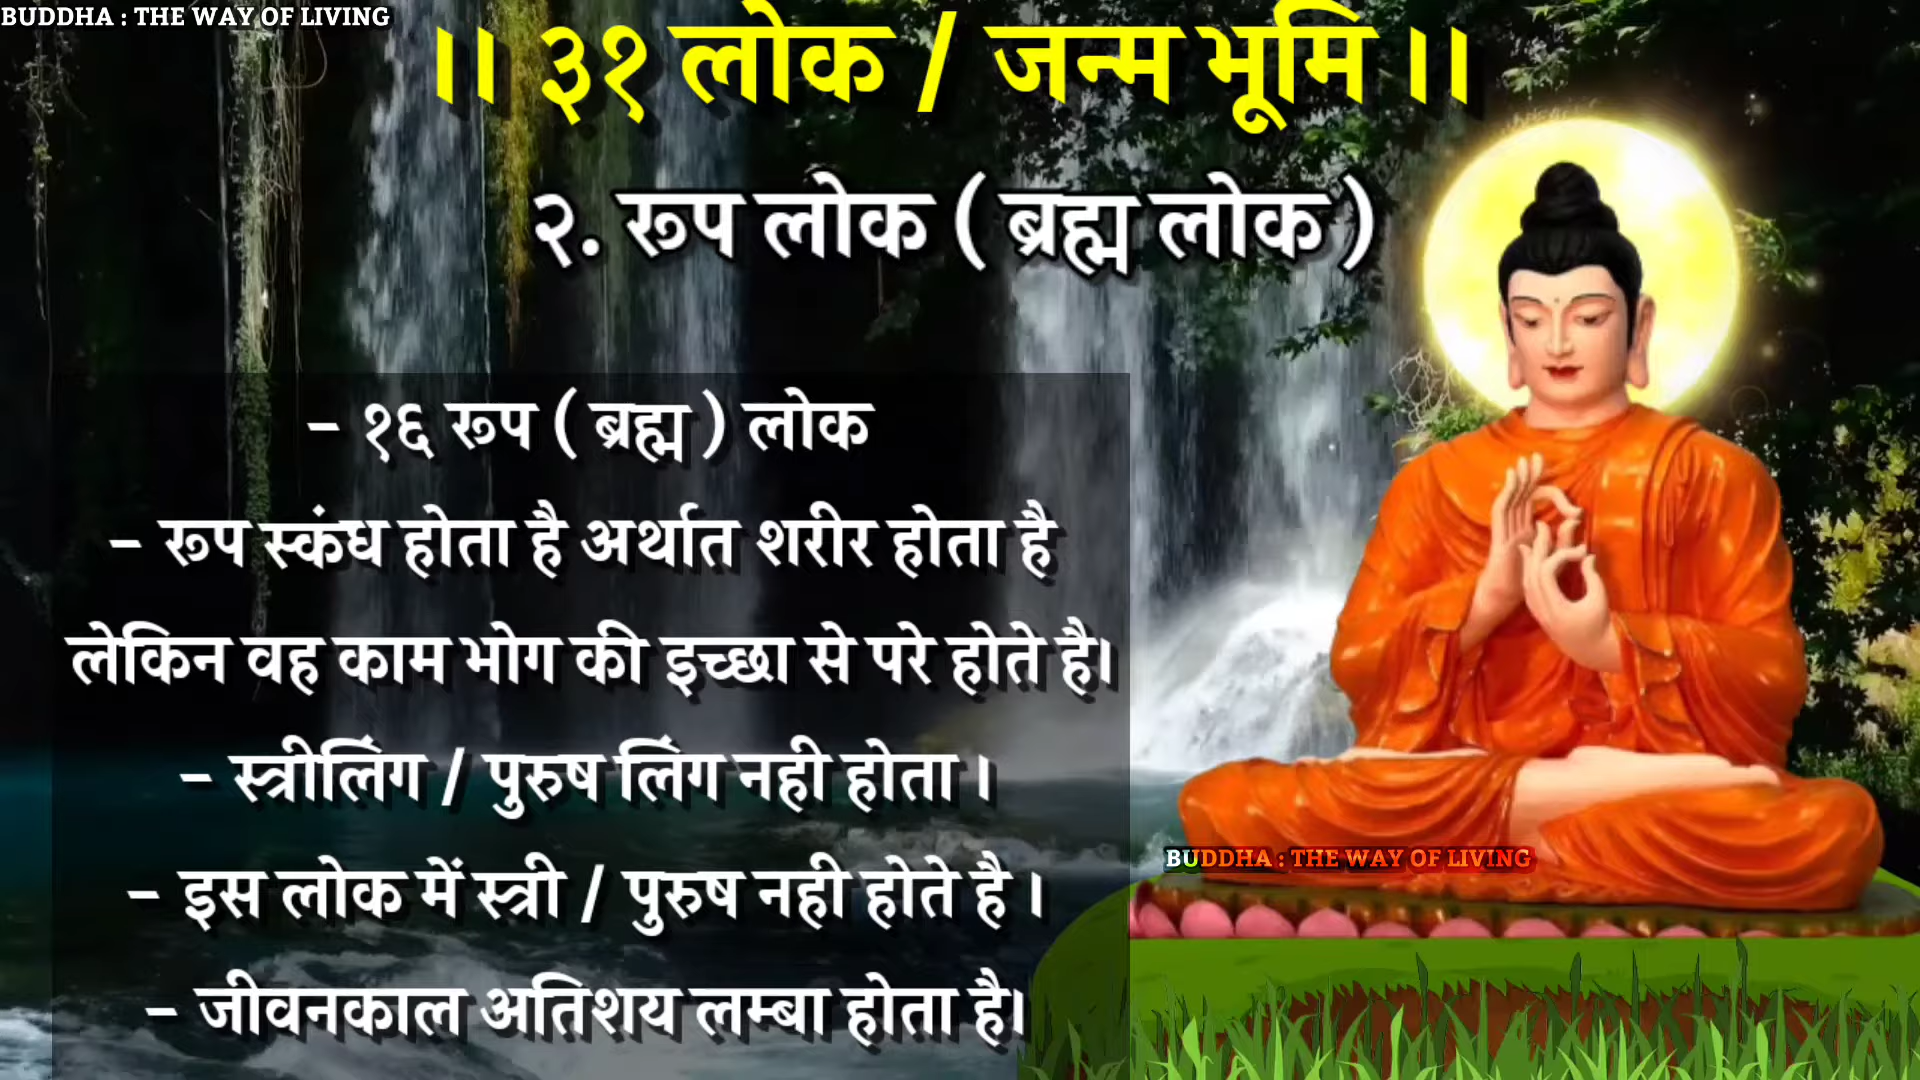 BUDDHA : THE WAY OF LIVING
।। ३१ लोक / जन्म भूमि ।।
२. रूप लोक ( ब्रह्म लोक )
– १६ रूप ( ब्रह्म ) लोक
– रूप स्कंध होता है अर्थात शरीर होता है
लेकिन वह काम भोग की इच्छा से परे होते है।
– स्त्रीलिंग / पुरुष लिंग नही होता ।
– इस लोक में स्त्री / पुरुष नही होते है ।
– जीवनकाल अतिशय लम्बा होता है।
BUDDHA : THE WAY OF LIVING